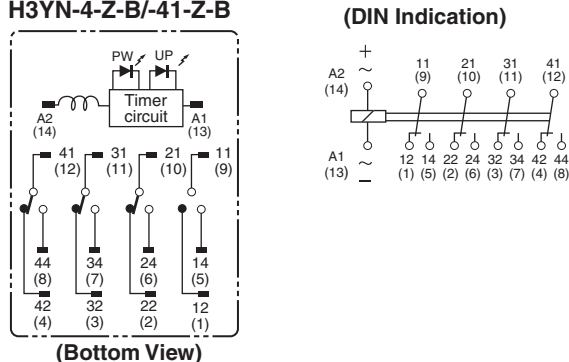 H3YN-4-Z-B/-41-Z-B
PW UP
Timer
circuit
A2
(14)
A1
(13)
41 31 21 11
(12) (11) (10) (9)
44 34 24 14
(8) (7) (6) (5)
42 32 22 12
(4) (3) (2) (1)
(Bottom View)
(DIN Indication)
+
~
A2
(14)
11 21 31 41
(9) (10) (11) (12)
A1
(13)
~
−
12 14 22 24 32 34 42 44
(1) (5) (2) (6) (3) (7) (4) (8)